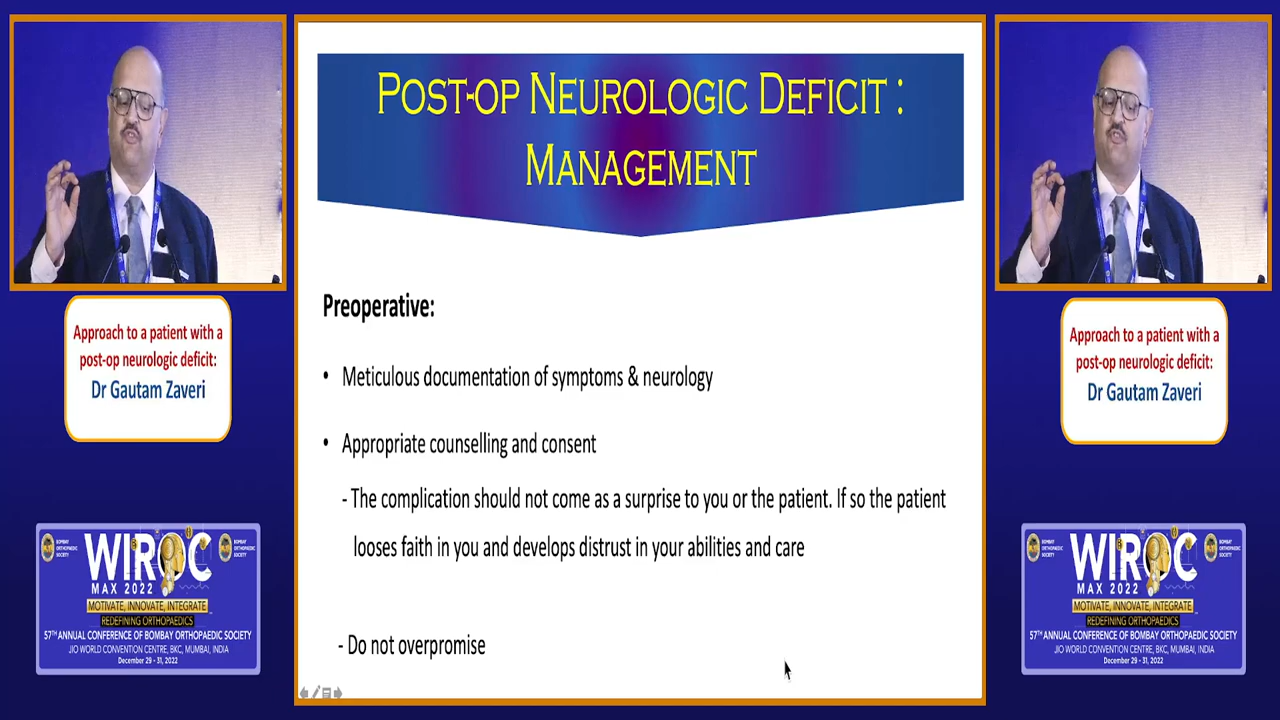 POST-OP NEUROLOGIC DEFICIT :
MANAGEMENT
Preoperative:
• Meticulous documentation of symptoms & neurology
• Appropriate counselling and consent
- The complication should not come as a surprise to you or the patient. If so the patient
looses faith in you and develops distrust in your abilities and care
- Do not overpromise
Approach to a patient with a
post-op neurologic deficit:
Dr Gautam Zaveri
BOMBAY
ORTHOPAEDIC
SOCIETY
WIROC
MAX 2022
MOTIVATE, INNOVATE, INTEGRATE
REDEFINING ORTHOPAEDICS
57TH ANNUAL CONFERENCE OF BOMBAY ORTHOPAEDIC SOCIETY
JIO WORLD CONVENTION CENTRE, BKC, MUMBAI, INDIA
December 29 - 31, 2022
Approach to a patient with a
post-op neurologic deficit:
Dr Gautam Zaveri
BOMBAY
ORTHOPAEDIC
SOCIETY
WIROC
MAX 2022
MOTIVATE, INNOVATE, INTEGRATE
REDEFINING ORTHOPAEDICS
57TH ANNUAL CONFERENCE OF BOMBAY ORTHOPAEDIC SOCIETY
JIO WORLD CONVENTION CENTRE, BKC, MUMBAI, INDIA
December 29 - 31, 2022